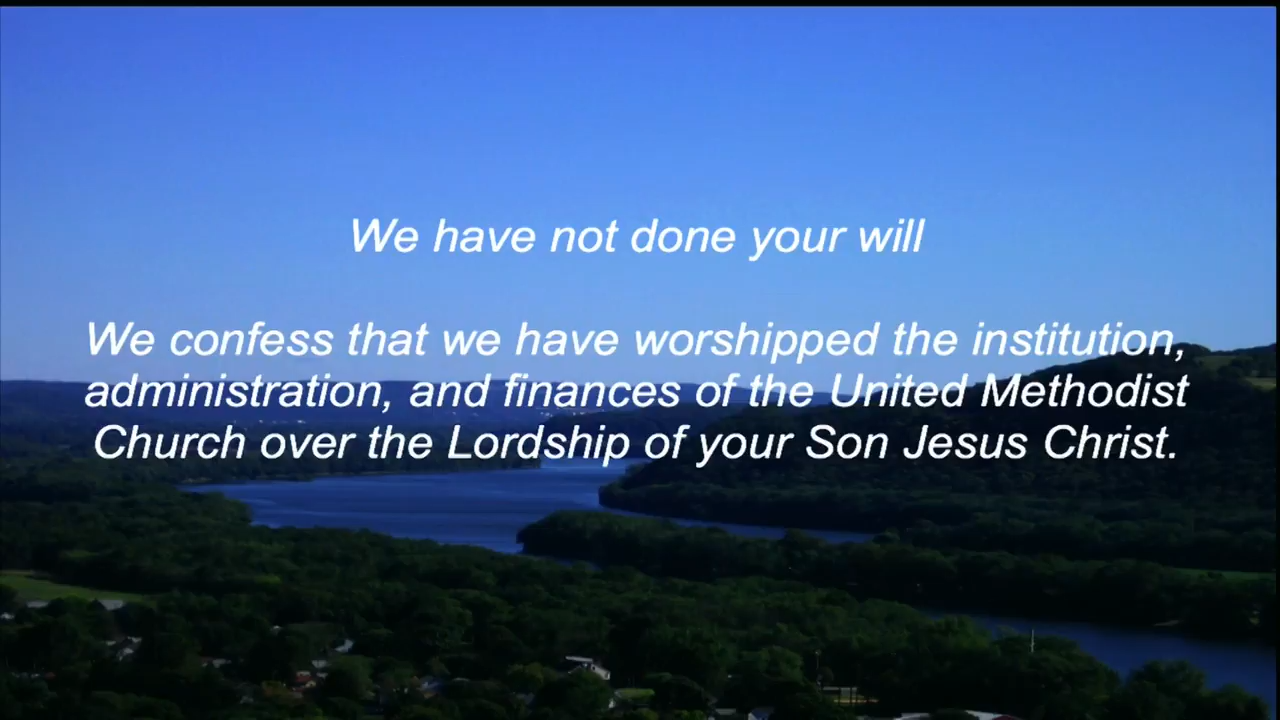 We have not done your will
We confess that we have worshipped the institution,
administration, and finances of the United Methodist
Church over the Lordship of your Son Jesus Christ.